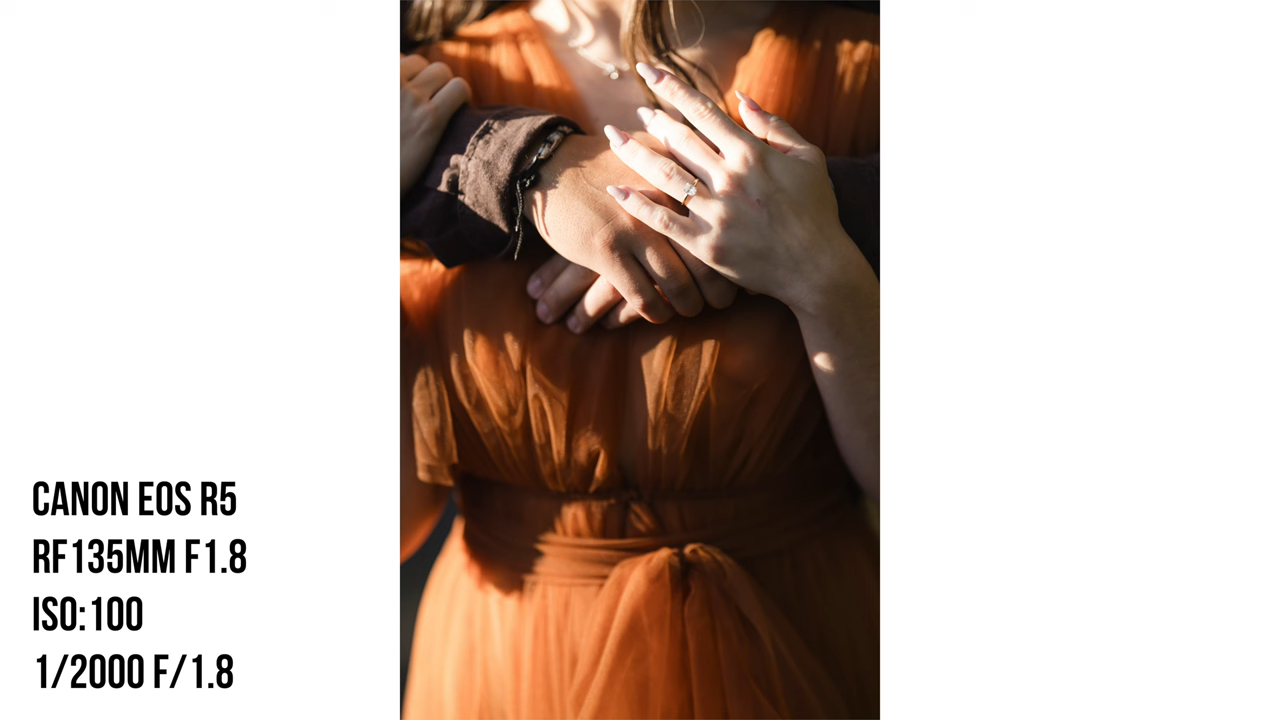 CANON EOS R5
RF135MM F1.8
ISO:100
1/2000 F/1.8